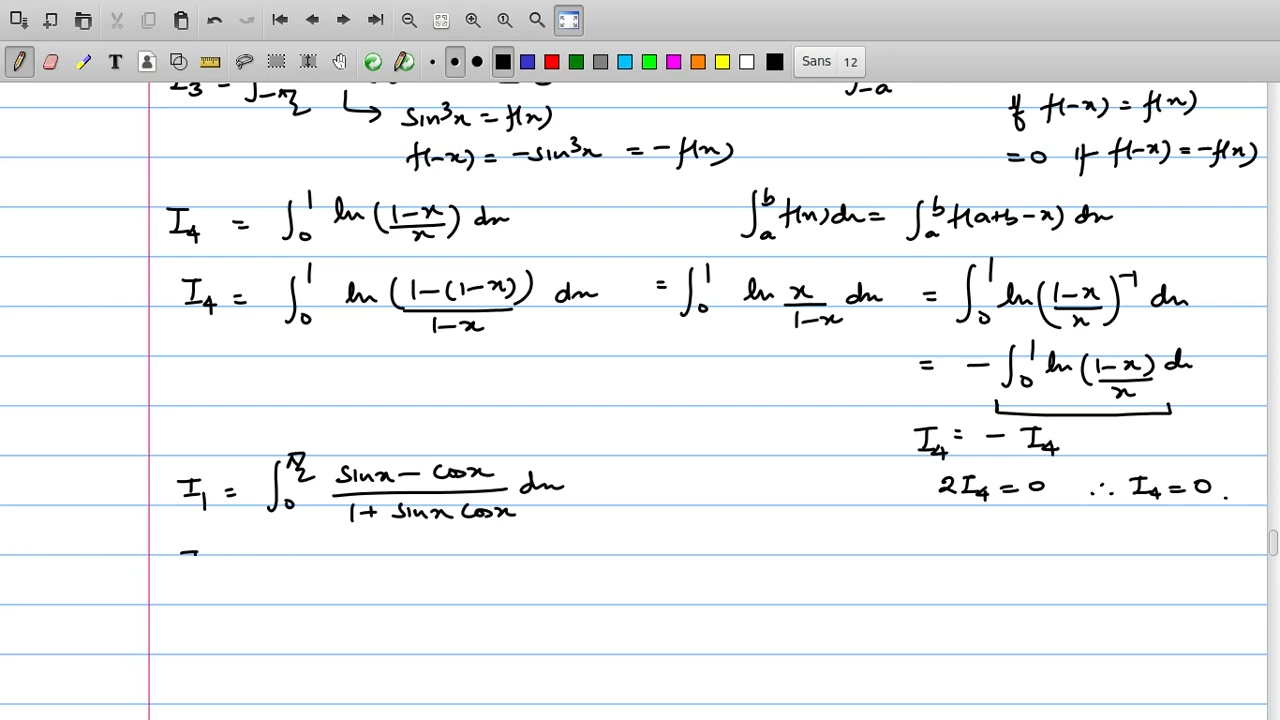 Sans 12
I₃ = ∫_{-π/2}
∫_{-a}
↳ sin³x = f(x)
if f(-x) = f(x)
f(-x) = -sin³x = -f(x)
= 0 if f(-x) = -f(x)
I₄ = ∫₀¹ ln((1-x)/x) dx
∫ₐᵇ f(x) dx = ∫ₐᵇ f(a+b-x) dx
I₄ = ∫₀¹ ln((1-(1-x))/(1-x)) dx = ∫₀¹ ln x/(1-x) dx = ∫₀¹ ln((1-x)/x)⁻¹ dx
= - ∫₀¹ ln((1-x)/x) dx
I₄ = - I₄
I₁ = ∫₀^{π/2} (sinx - cosx)/(1 + sinx cosx) dx
2I₄ = 0 ∴ I₄ = 0.